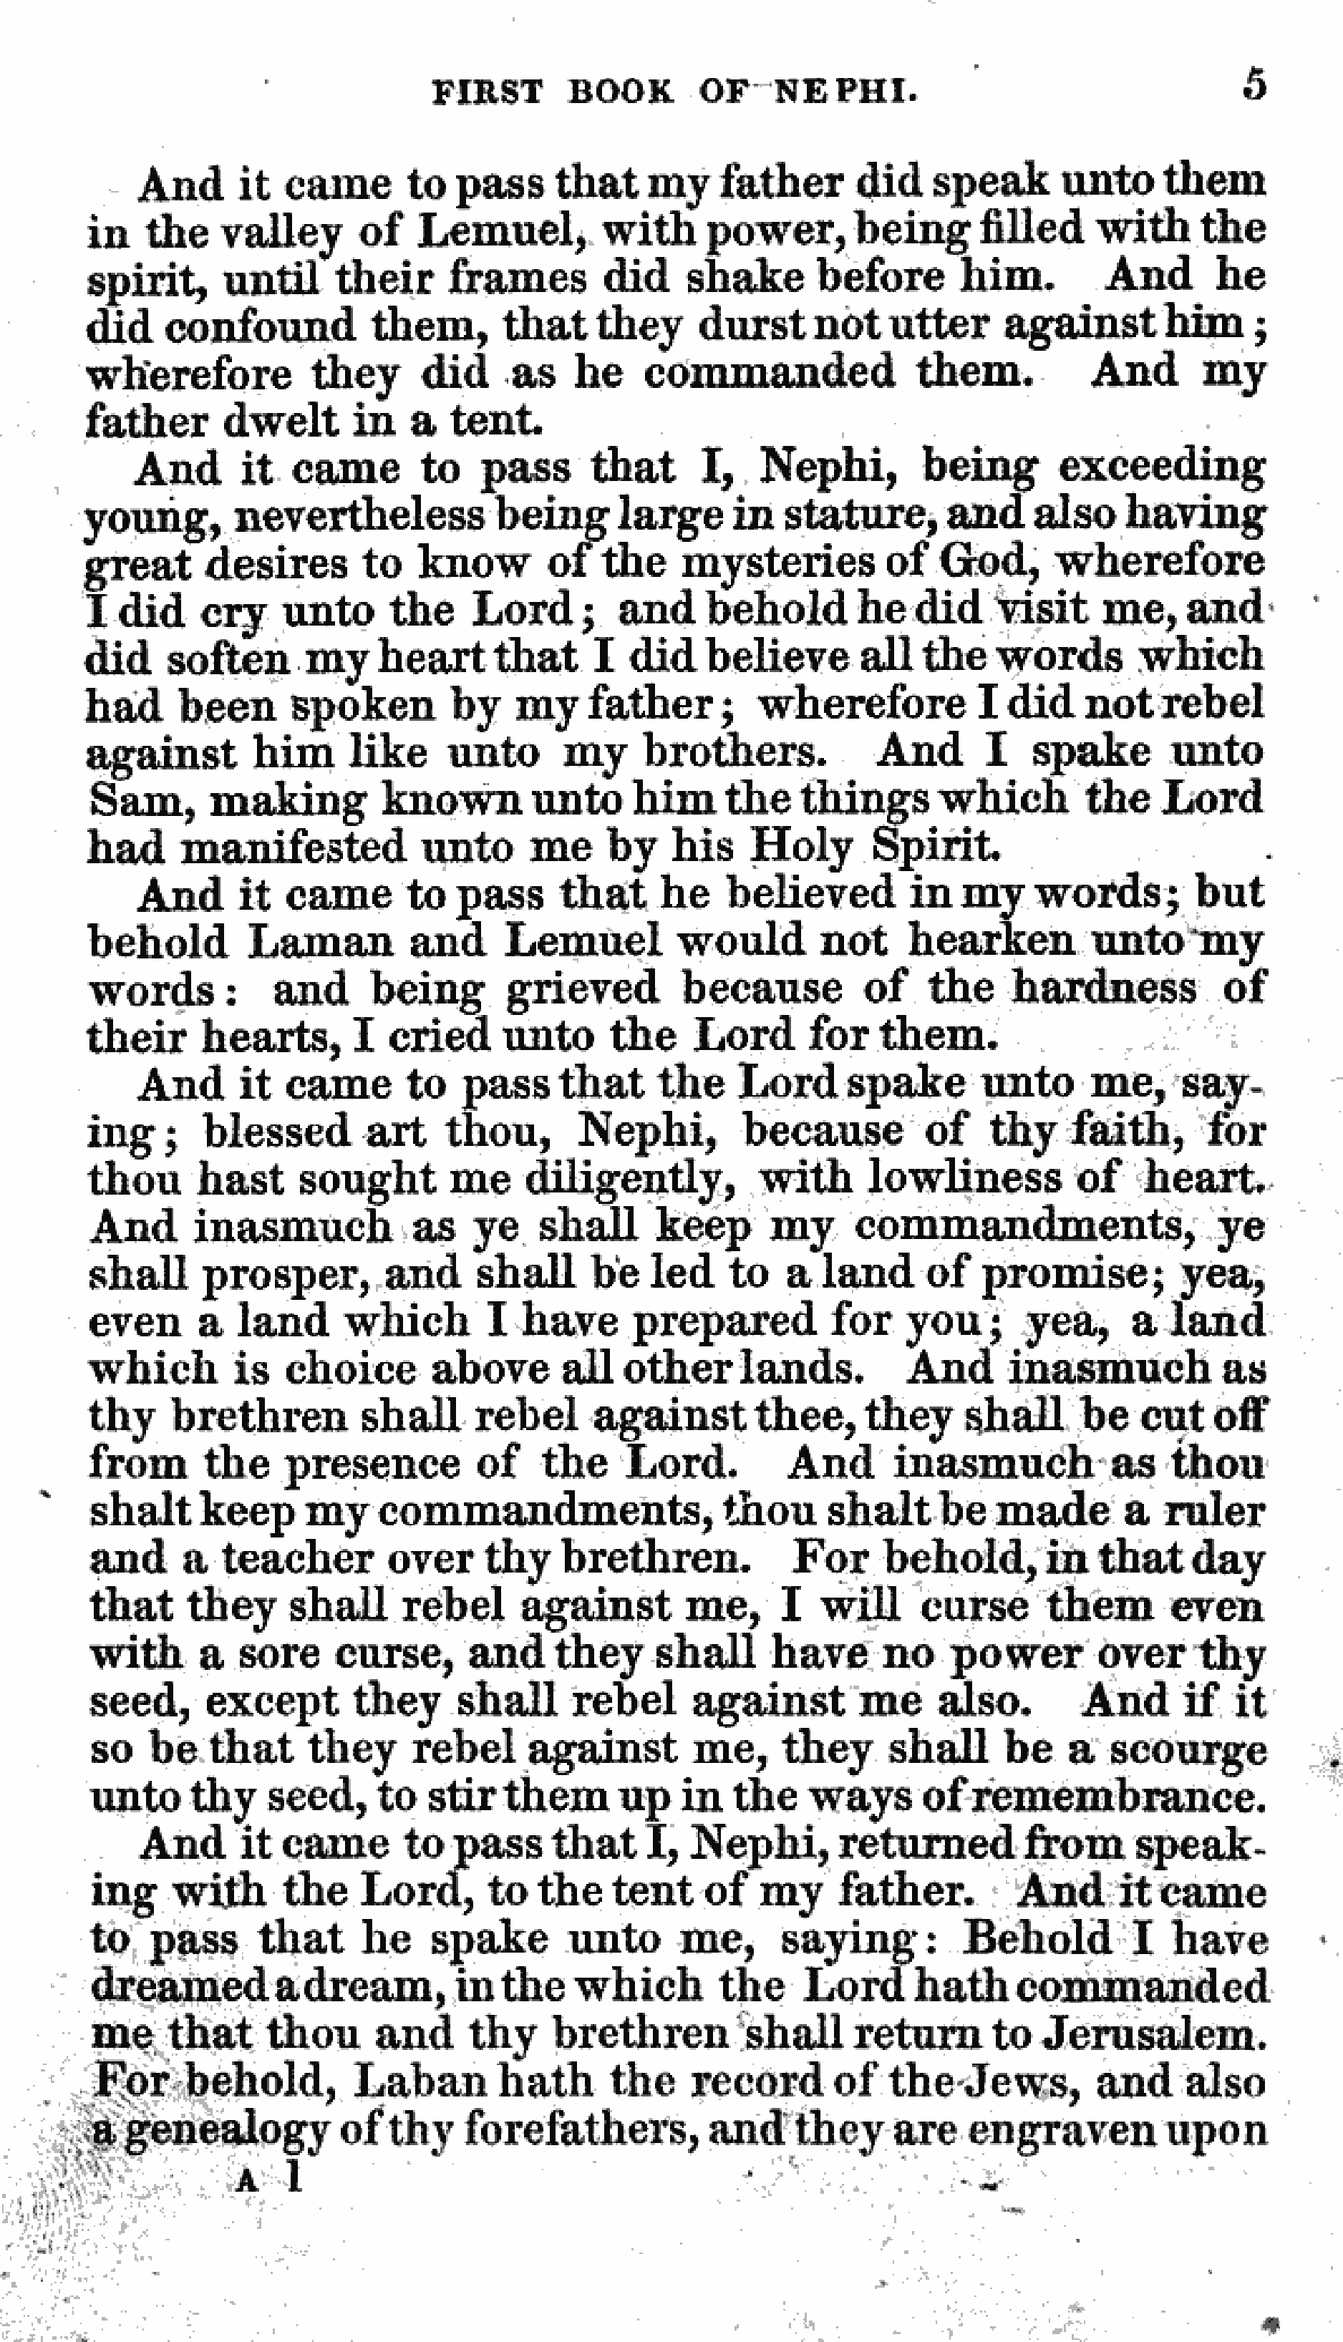 FIRST BOOK OF NEPHI. 5
And it came to pass that my father did speak unto them
in the valley of Lemuel, with power, being filled with the
spirit, until their frames did shake before him. And he
did confound them, that they durst not utter against him;
wherefore they did as he commanded them. And my
father dwelt in a tent.
And it came to pass that I, Nephi, being exceeding
young, nevertheless being large in stature, and also having
great desires to know of the mysteries of God, wherefore
I did cry unto the Lord; and behold he did visit me, and
did soften my heart that I did believe all the words which
had been spoken by my father; wherefore I did not rebel
against him like unto my brothers. And I spake unto
Sam, making known unto him the things which the Lord
had manifested unto me by his Holy Spirit.
And it came to pass that he believed in my words; but
behold Laman and Lemuel would not hearken unto my
words: and being grieved because of the hardness of
their hearts, I cried unto the Lord for them.
And it came to pass that the Lord spake unto me, say-
ing; blessed art thou, Nephi, because of thy faith, for
thou hast sought me diligently, with lowliness of heart.
And inasmuch as ye shall keep my commandments, ye
shall prosper, and shall be led to a land of promise; yea,
even a land which I have prepared for you; yea, a land
which is choice above all other lands. And inasmuch as
thy brethren shall rebel against thee, they shall be cut off
from the presence of the Lord. And inasmuch as thou
shalt keep my commandments, thou shalt be made a ruler
and a teacher over thy brethren. For behold, in that day
that they shall rebel against me, I will curse them even
with a sore curse, and they shall have no power over thy
seed, except they shall rebel against me also. And if it
so be that they rebel against me, they shall be a scourge
unto thy seed, to stir them up in the ways of remembrance.
And it came to pass that I, Nephi, returned from speak-
ing with the Lord, to the tent of my father. And it came
to pass that he spake unto me, saying: Behold I have
dreamed a dream, in the which the Lord hath commanded
me that thou and thy brethren shall return to Jerusalem.
For behold, Laban hath the record of the Jews, and also
a genealogy of thy forefathers, and they are engraven upon
A 1